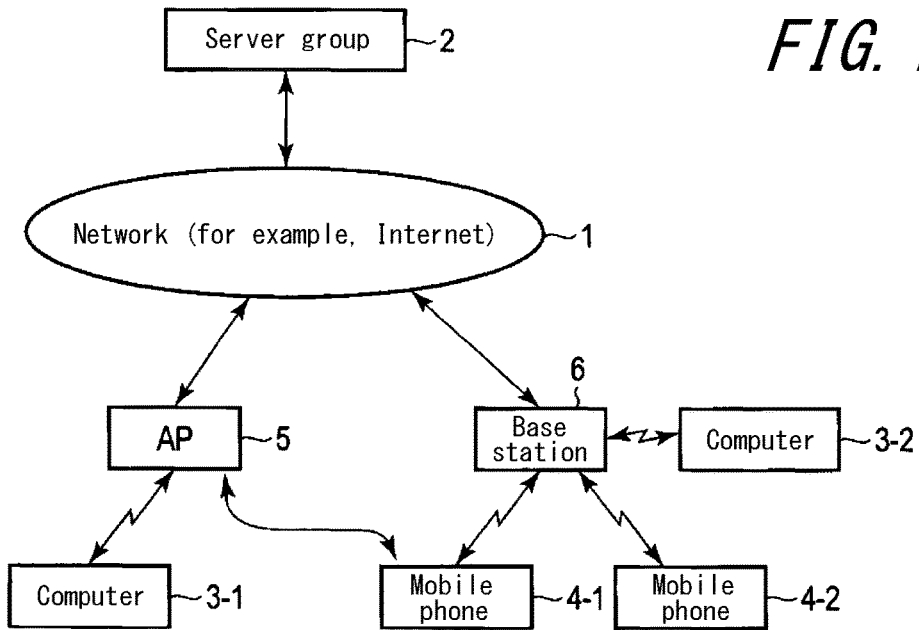 Server group
2
FIG.
Network (for example, Internet)
1
6
AP
5
Base
station
Computer
3-2
Computer
3-1
Mobile
phone
4-1
Mobile
phone
4-2